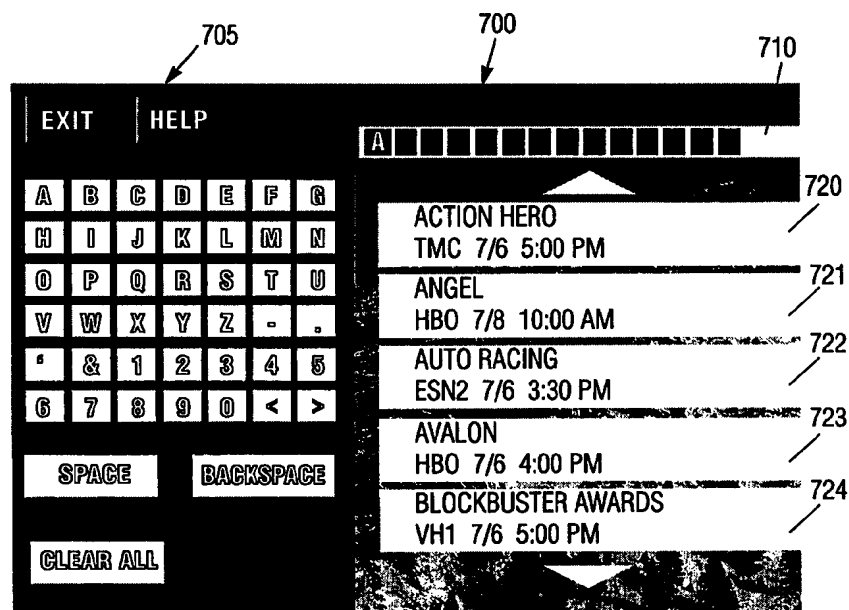 705
700
710
EXIT HELP
A
A B C D E F G
H I J K L M N
O P Q R S T U
V W X Y Z - .
' & 1 2 3 4 5
6 7 8 9 0 < >
SPACE BACKSPACE
CLEAR ALL
720
ACTION HERO
TMC 7/6 5:00 PM
721
ANGEL
HBO 7/8 10:00 AM
722
AUTO RACING
ESN2 7/6 3:30 PM
723
AVALON
HBO 7/6 4:00 PM
724
BLOCKBUSTER AWARDS
VH1 7/6 5:00 PM